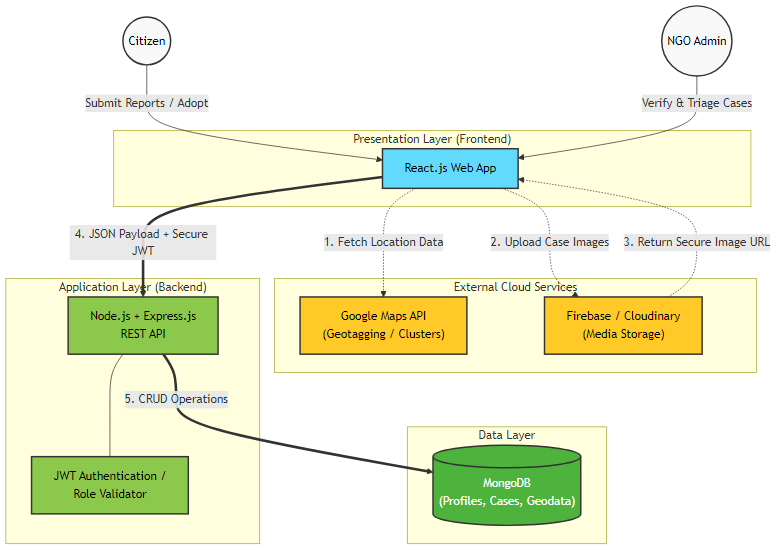 Citizen
NGO Admin
Submit Reports / Adopt
Verify & Triage Cases
Presentation Layer (Frontend)
React.js Web App
4. JSON Payload + Secure
JWT
1. Fetch Location Data
2. Upload Case Images
3. Return Secure Image URL
Application Layer (Backend)
External Cloud Services
Node.js + Express.js
REST API
Google Maps API
(Geotagging / Clusters)
Firebase / Cloudinary
(Media Storage)
5. CRUD Operations
Data Layer
JWT Authentication /
Role Validator
MongoDB
(Profiles, Cases, Geodata)